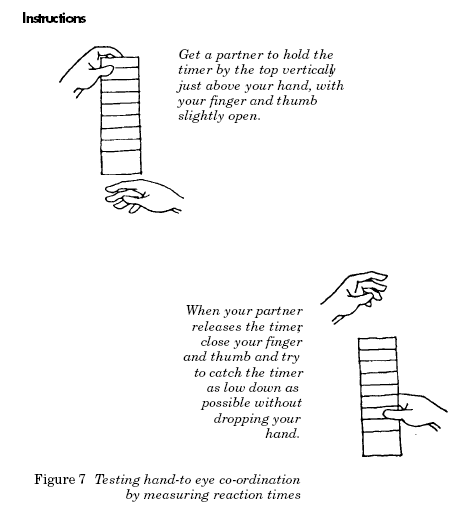 Instructions
Get a partner to hold the
timer by the top vertically
just above your hand, with
your finger and thumb
slightly open.
When your partner
releases the timer,
close your finger
and thumb and try
to catch the timer
as low down as
possible without
dropping your
hand.
Figure 7 Testing hand-to eye co-ordination
by measuring reaction times